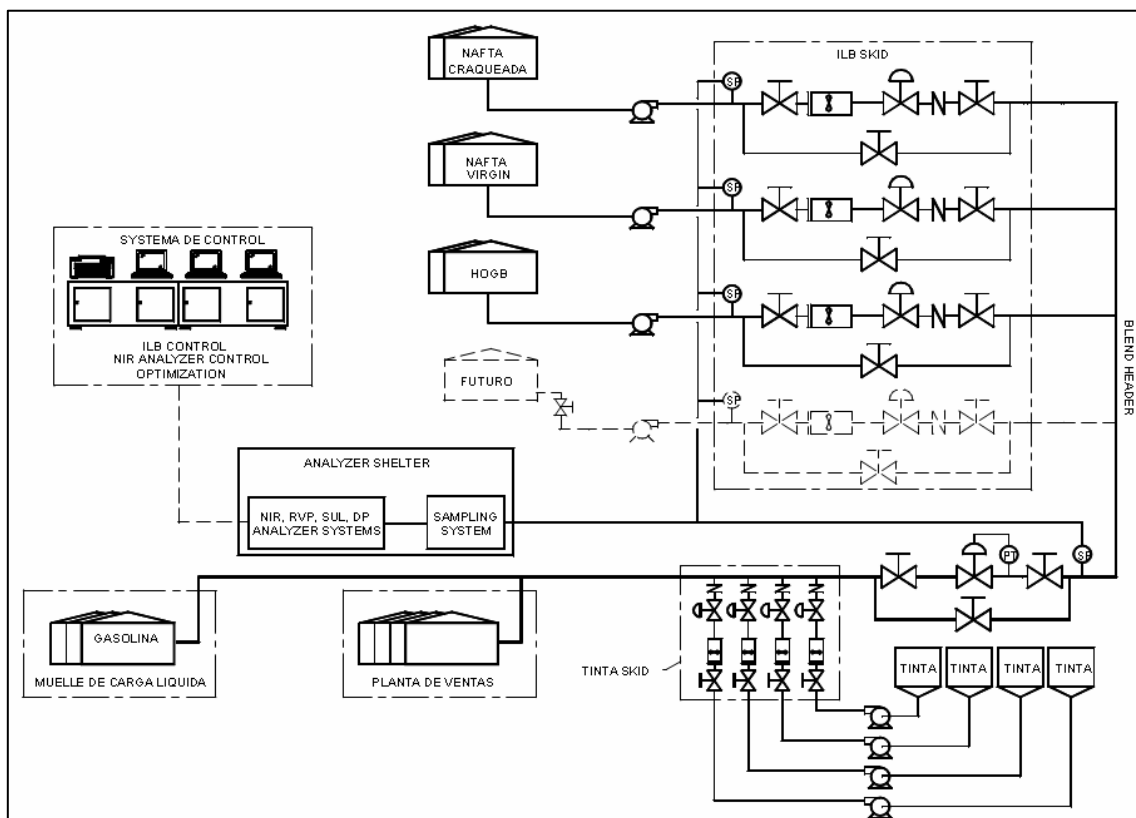 NAFTA
CRAQUEADA
ILB SKID
SP
NAFTA
VIRGIN
SP
SYSTEMA DE CONTROL
HOGB
SP
ILB CONTROL
NIR ANALYZER CONTROL
OPTIMIZATION
BLEND HEADER
FUTURO
SP
ANALYZER SHELTER
NIR, RVP, SUL, DP
ANALYZER SYSTEMS
SAMPLING
SYSTEM
PT
SP
GASOLINA
MUELLE DE CARGA LIQUIDA
PLANTA DE VENTAS
TINTA SKID
TINTA
TINTA
TINTA
TINTA